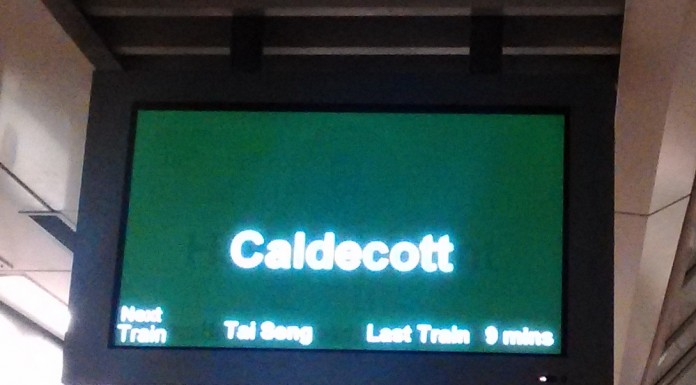 Caldecott
Next
Train Tai Seng Last Train 9 mins